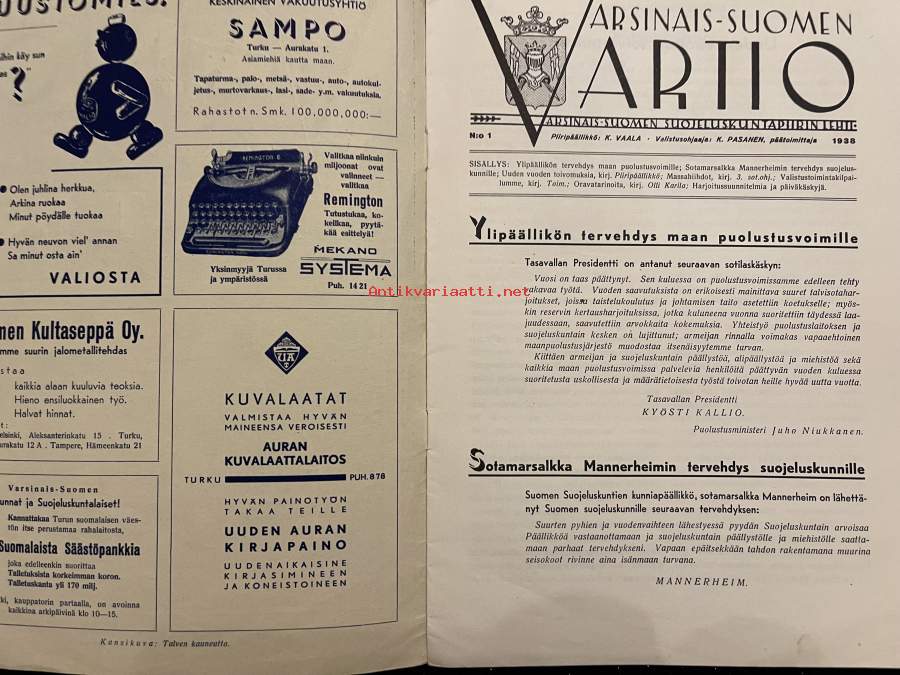 KESKINÄINEN VAKUUTUSYHTIÖ
SAMPO
Turku — Aurakatu 1.
Asiamiehiä kautta maan.
Tapaturma-, palo-, metsä-, vastuu-, auto-, autokul-
jetus-, murtovarkaus-, lasi-, sade- y.m. vakuutuksia.
Rahastot n. Smk. 100,000,000:—
käy sun
?
Olen juhlina herkkua,
Arkina ruokaa
Minut pöydälle tuokaa
Hyvän neuvon viel' annan
Sa minut osta ain'
VALIOSTA
REMINGTON 6
Valitkaa niinkuin
miljoonat ovat
valinneet —
valitkaa
Remington
Tutustukaa, ko-
keilkaa, pyytä-
kää esittelyä!
MEKANO
SYSTEMA
Puh. 14 21
Yksinmyyjä Turussa
ja ympäristössä
Kultaseppä Oy.
suurin jalometallitehdas
kaikkia alaan kuuluvia teoksia.
Hieno ensiluokkainen työ.
Halvat hinnat.
Aleksanterinkatu 15 . Turku,
12 A . Tampere, Hämeenkatu 21
UAT
KUVALAATAT
VALMISTAA HYVÄN
MAINEENSA VEROISESTI
AURAN
KUVALAATTALAITOS
TURKU PUH. 878
HYVÄN PAINOTYÖN
TAKAA TEILLE
UUDEN AURAN
KIRJAPAINO
UUDENAIKAISINE
KIRJASIMINEEN
JA KONEISTOINEEN
Varsinais-Suomen
ja Suojeluskuntalaiset!
Kannattakaa Turun suomalaisen väes-
tön itse perustamaa rahalaitosta,
Suomalaista Säästöpankkia
joka edelleenkin suorittaa
Talletuksista korkeimman koron.
Talletuskanta yli 170 milj.
kauppatorin partaalla, on avoinna
kaikkina arkipäivinä klo 10—15.
Kansikuva: Talven kauneutta.
VARSINAIS-SUOMEN
VARTIO
VARSINAIS-SUOMEN SUOJELUSKUNTAPIIRIN LEHTI
N:o 1 Piiripäällikkö: K. VAALA · Valistusohjaaja: K. PASANEN, päätoimittaja 1938
SISÄLLYS: Ylipäällikön tervehdys maan puolustusvoimille; Sotamarsalkka Mannerheimin tervehdys suojelus-
kunnille; Uuden vuoden toivomuksia, kirj. Piiripäällikkö; Massahiihdot, kirj. J. sot.ohj.; Valistustoimintakilpai-
lumme, kirj. Toim.; Oravatarinoita, kirj. Olli Karila; Harjoitussuunnitelmia ja päiväkäskyjä.
Ylipäällikön tervehdys maan puolustusvoimille
Tasavallan Presidentti on antanut seuraavan sotilaskäskyn:
Vuosi on taas päättynyt. Sen kuluessa on puolustusvoimissamme edelleen tehty
vakavaa työtä. Vuoden saavutuksista on erikoisesti mainittava suuret talvisotahar-
joitukset, joissa taistelukoulutus ja johtamisen taito asetettiin koetukselle; myös-
kin reservin kertausharjoituksissa, jotka kuluneena vuonna suoritettiin täydessä laa-
juudessaan, saavutettiin arvokkaita kokemuksia. Yhteistyö puolustuslaitoksen ja
suojeluskuntain kesken on lujittunut; armeijan rinnalla voimakas vapaaehtoinen
maanpuolustusjärjestö muodostaa itsenäisyytemme turvan.
Kiittäen armeijan ja suojeluskuntain päällystöä, alipäällystöä ja miehistöä sekä
kaikkia maan puolustusvoimissa palvelevia henkilöitä päättyvän vuoden kuluessa
suoritetusta uskollisesta ja määrätietoisesta työstä toivotan heille hyvää uutta vuotta.
Tasavallan Presidentti
KYÖSTI KALLIO.
Puolustusministeri Juho Niukkanen.
Sotamarsalkka Mannerheimin tervehdys suojeluskunnille
Suomen Suojeluskuntien kunniapäällikkö, sotamarsalkka Mannerheim on lähettä-
nyt Suomen suojeluskunnille seuraavan tervehdyksen:
Suurten pyhien ja vuodenvaihteen lähestyessä pyydän Suojeluskuntain arvoisaa
Päällikköä vastaanottamaan ja suojeluskuntain päällystölle ja miehistölle saatta-
maan parhaat tervehdykseni. Vapaan epäitsekkään tahdon rakentamana muurina
seisokoot rivinne aina isänmaan turvana.
MANNERHEIM.
Antikvariaatti.net